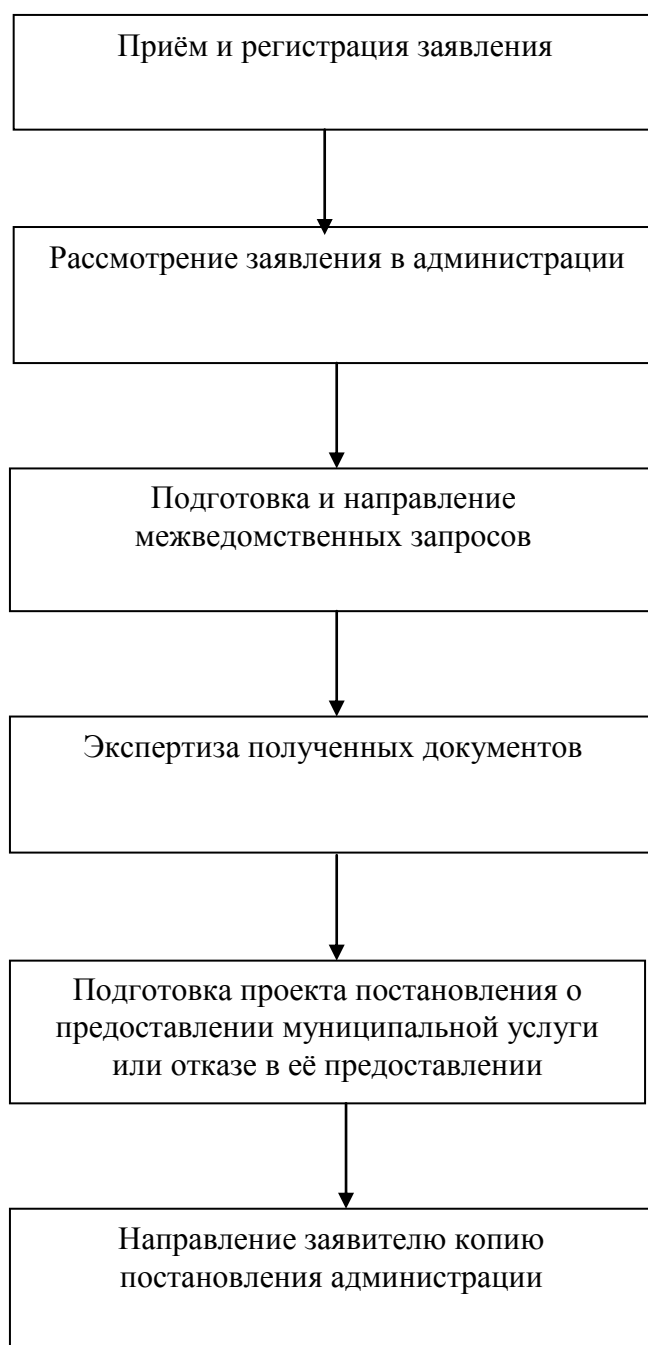 Приём и регистрация заявления
Рассмотрение заявления в администрации
Подготовка и направление
межведомственных запросов
Экспертиза полученных документов
Подготовка проекта постановления о
предоставлении муниципальной услуги
или отказе в её предоставлении
Направление заявителю копию
постановления администрации